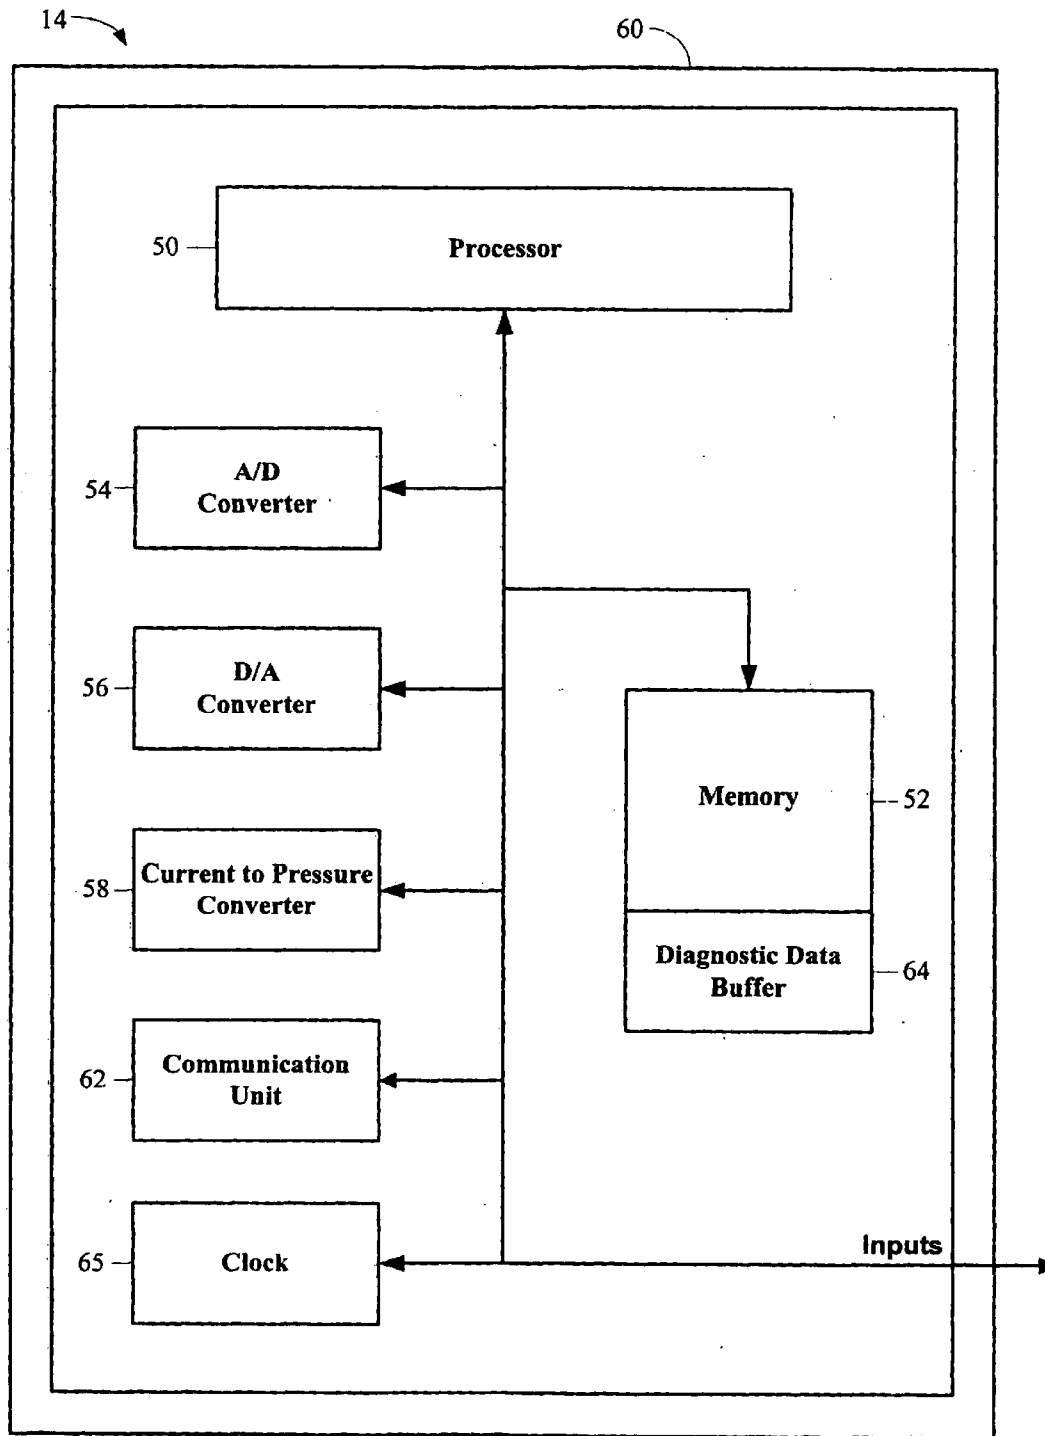 14
60
50
Processor
54
A/D
Converter
56
D/A
Converter
Memory
52
58
Current to Pressure
Converter
Diagnostic Data
Buffer
64
62
Communication
Unit
65
Clock
Inputs